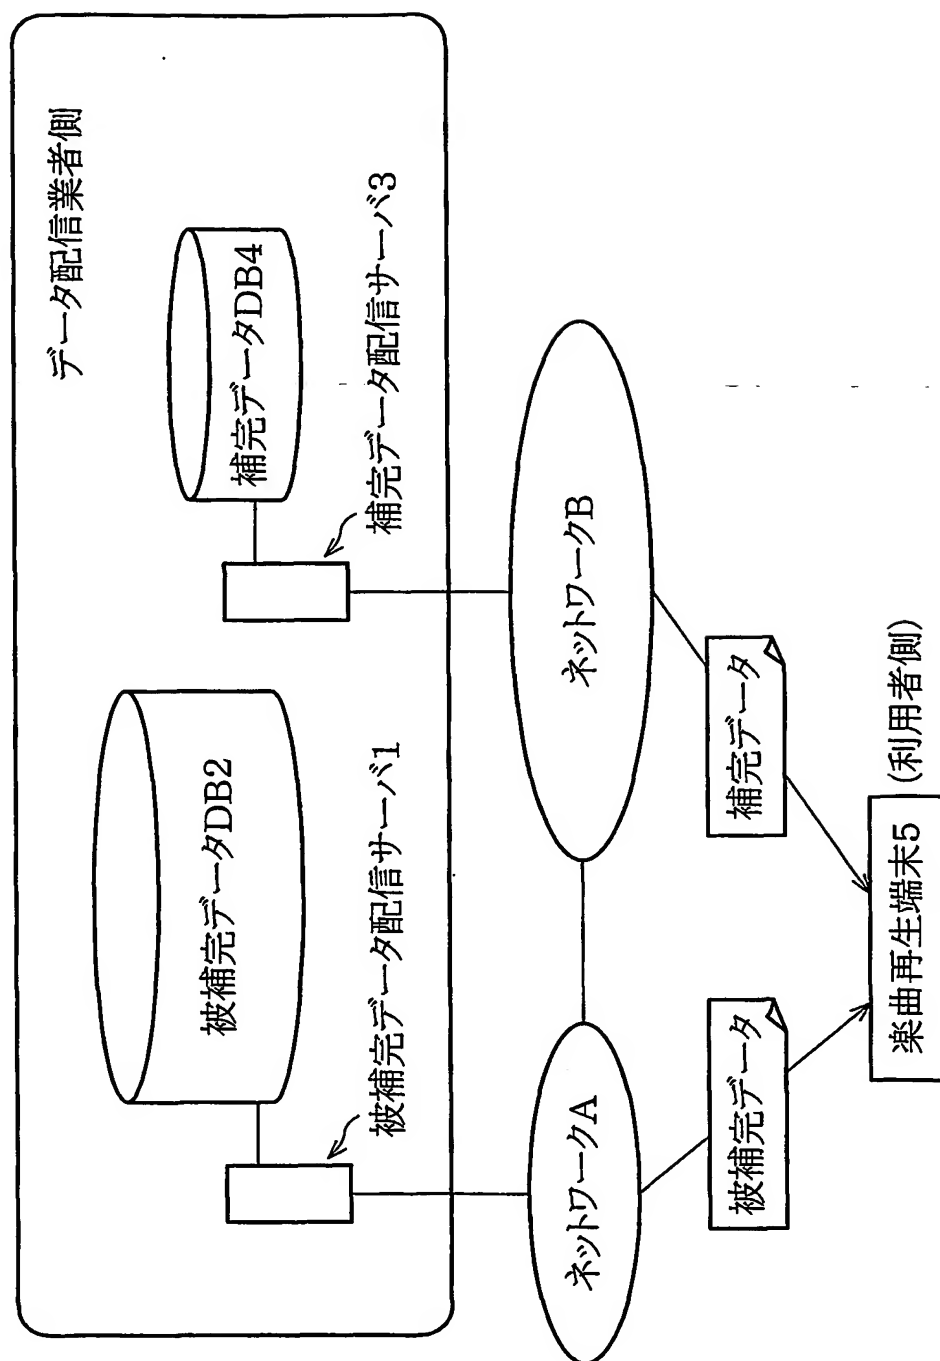 データ配信業者側
被補完データDB2
補完データDB4
被補完データ配信サーバ1
補完データ配信サーバ3
ネットワークA
ネットワークB
被補完データ
補完データ
楽曲再生端末5
(利用者側)